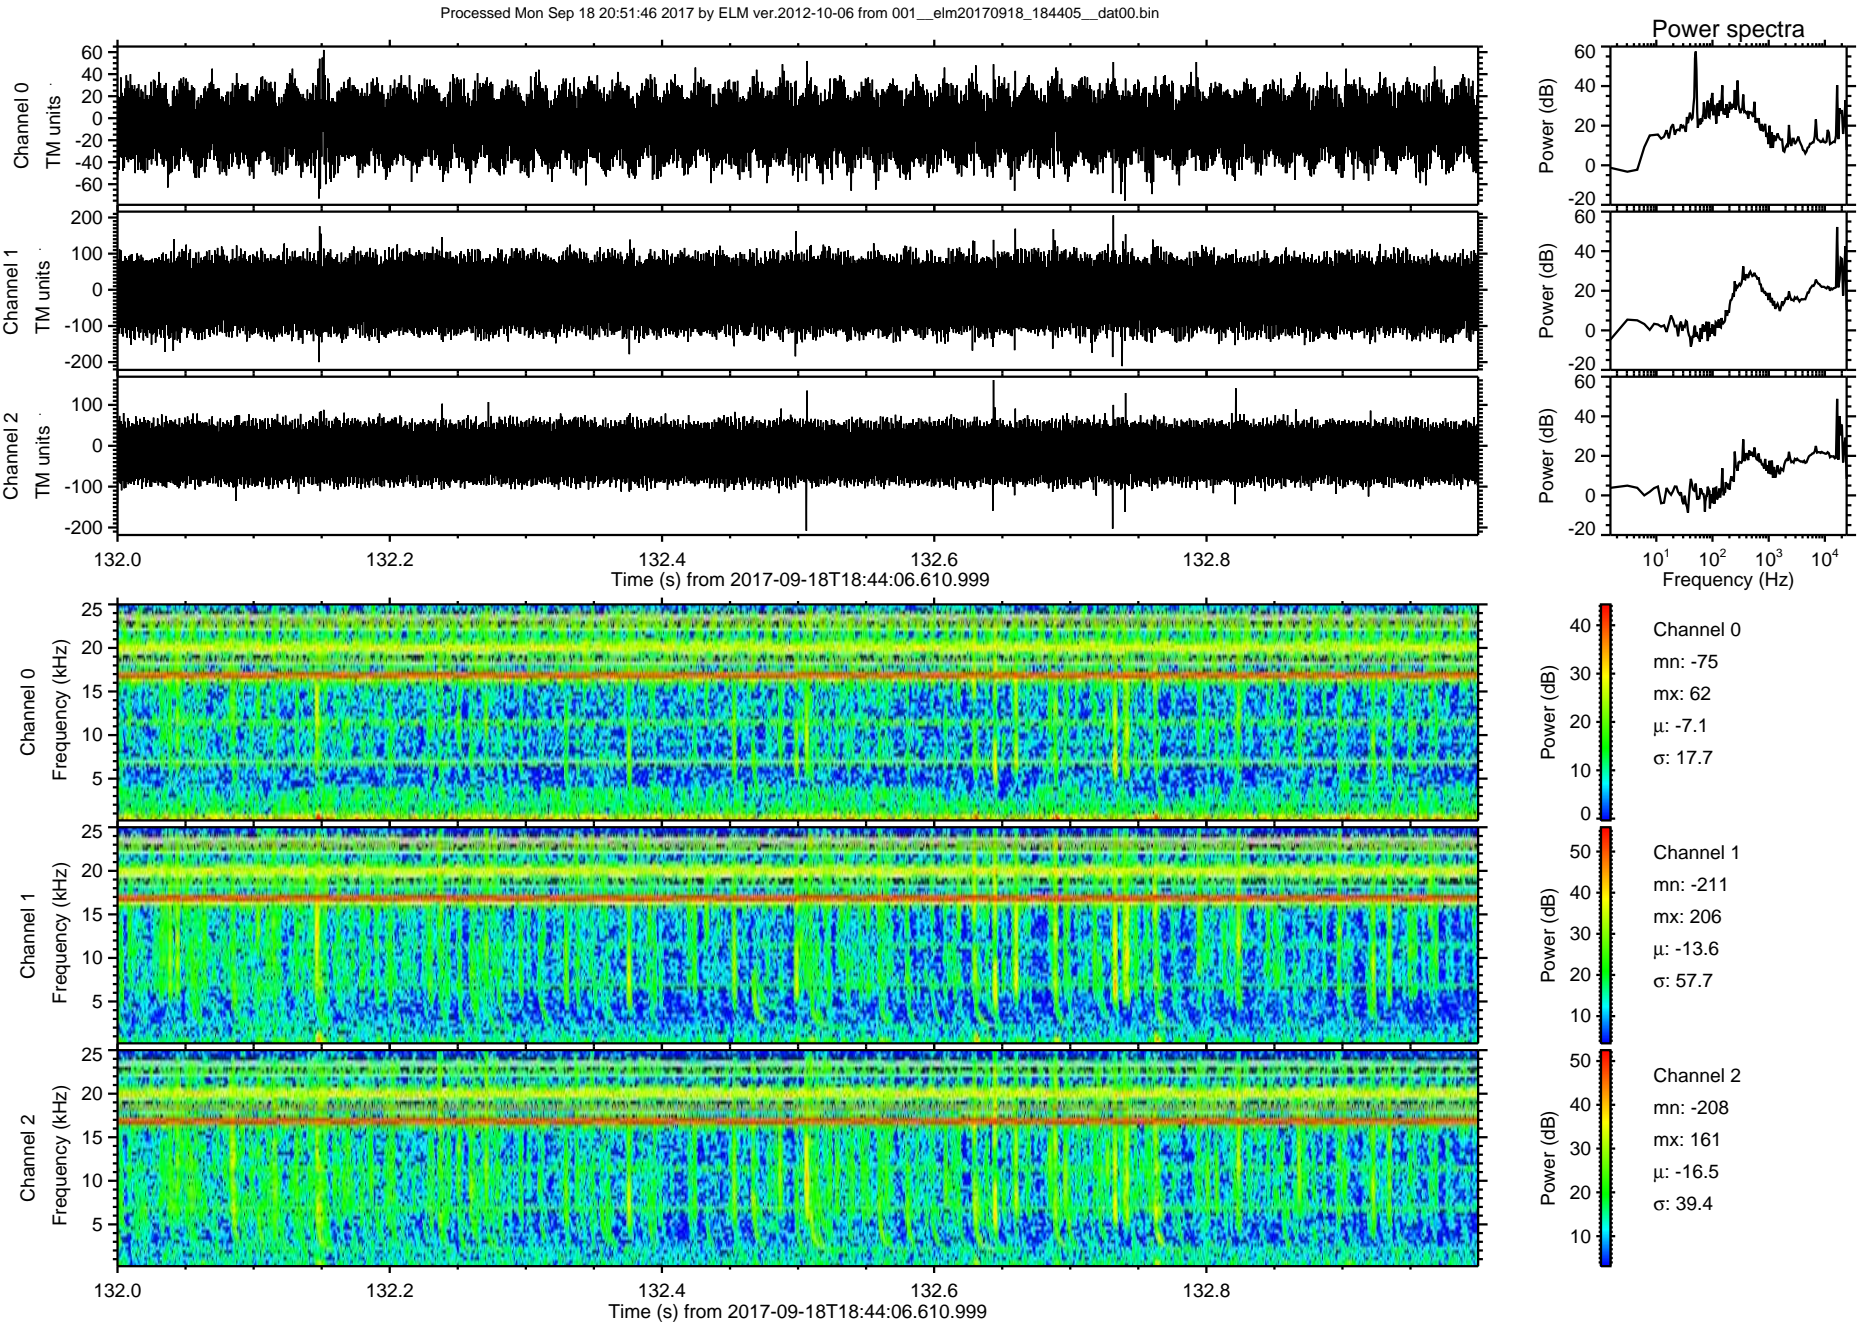 Processed Mon Sep 18 20:51:46 2017 by ELM ver.2012-10-06 from 001__elm20170918_184405__dat00.bin
Power spectra
Channel 0
TM units
60
40
20
0
-20
-40
-60
Power (dB)
60
40
20
0
-20
Channel 1
TM units
200
100
0
-100
-200
Power (dB)
60
40
20
0
-20
Channel 2
TM units
100
0
-100
-200
Power (dB)
60
40
20
0
-20
132.0 132.2 132.4 132.6 132.8
Time (s) from 2017-09-18T18:44:06.610.999
10¹ 10² 10³ 10⁴
Frequency (Hz)
Channel 0
Frequency (kHz)
25
20
15
10
5
Power (dB)
40
30
20
10
0
Channel 0
mn: -75
mx: 62
μ: -7.1
σ: 17.7
Channel 1
Frequency (kHz)
25
20
15
10
5
Power (dB)
50
40
30
20
10
Channel 1
mn: -211
mx: 206
μ: -13.6
σ: 57.7
Channel 2
Frequency (kHz)
25
20
15
10
5
Power (dB)
50
40
30
20
10
Channel 2
mn: -208
mx: 161
μ: -16.5
σ: 39.4
132.0 132.2 132.4 132.6 132.8
Time (s) from 2017-09-18T18:44:06.610.999